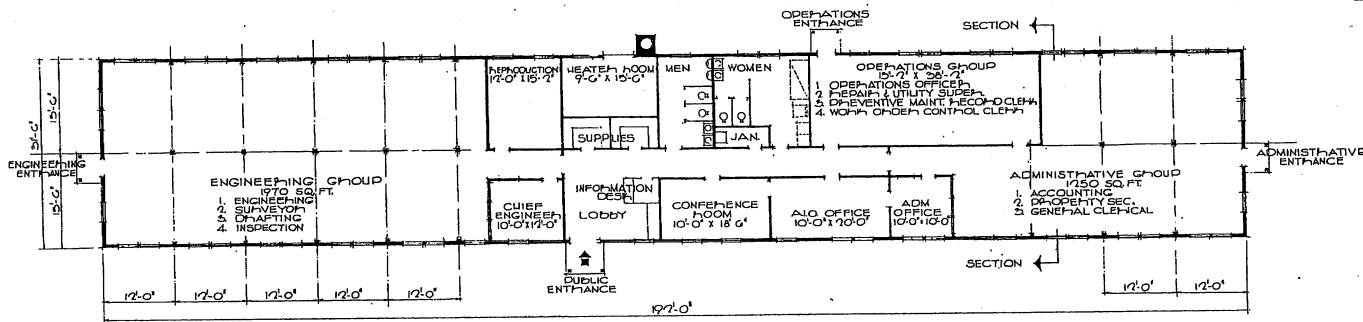 OPERATIONS
ENTRANCE
SECTION
REPRODUCTION
12'-0" X 15'-2"
HEATER ROOM
9'-6" X 15'-6"
MEN
WOMEN
OPERATIONS GROUP
15'-2" X 38'-2"
1. OPERATIONS OFFICER
2. REPAIR & UTILITY SUPER.
3. PREVENTIVE MAINT. RECORD CLERK
4. WORK ORDER CONTROL CLERK
31'-6"
15'-6"
15'-6"
SUPPLIES
JAN.
ENGINEERING
ENTRANCE
ADMINISTRATIVE
ENTRANCE
ENGINEERING GROUP
1970 SQ. FT.
1. ENGINEERING
2. SURVEYOR
3. DRAFTING
4. INSPECTION
CHIEF
ENGINEER
10'-0" X 12'-0"
INFORMATION
DESK
LOBBY
CONFERENCE
ROOM
10'-0" X 18'-6"
A.I.O. OFFICE
10'-0" X 20'-0"
ADM
OFFICE
10'-0" X 10'-0"
ADMINISTRATIVE GROUP
1250 SQ. FT.
1. ACCOUNTING
2. PROPERTY SEC.
3. GENERAL CLERICAL
SECTION
PUBLIC
ENTRANCE
12'-0" 12'-0" 12'-0" 12'-0" 12'-0" 12'-0" 12'-0"
192'-0"